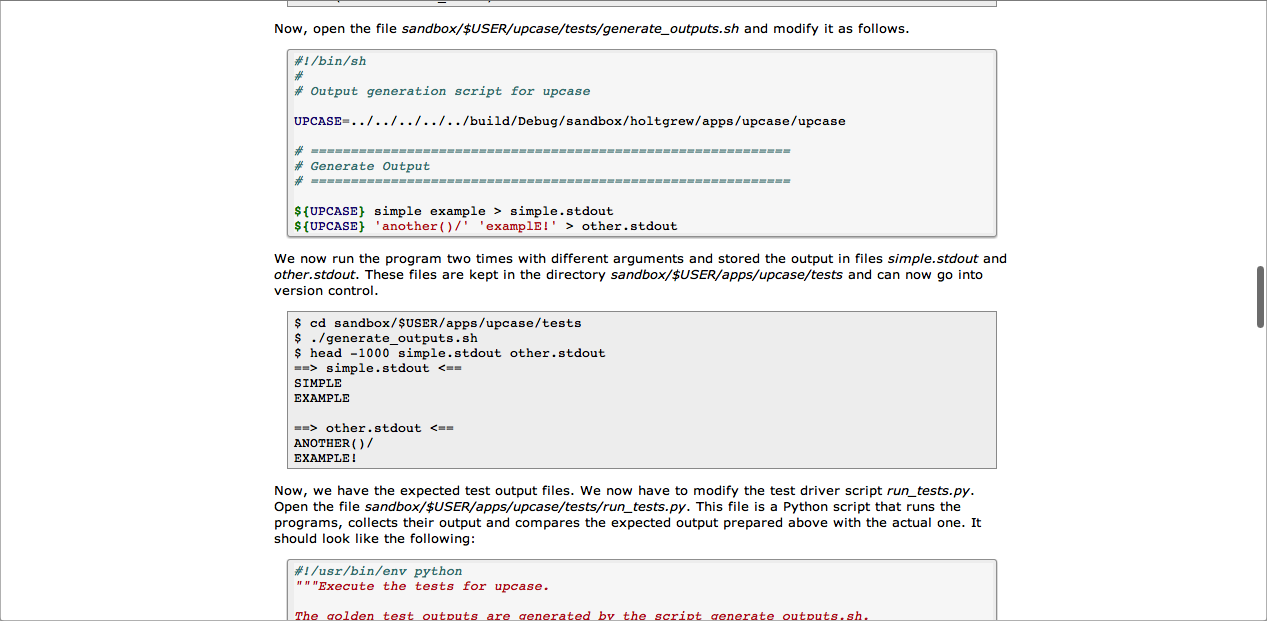 Now, open the file sandbox/$USER/upcase/tests/generate_outputs.sh and modify it as follows.
#!/bin/sh
#
# Output generation script for upcase
UPCASE=../../../../../build/Debug/sandbox/holtgrew/apps/upcase/upcase
# ============================================================
# Generate Output
# ============================================================
${UPCASE} simple example > simple.stdout
${UPCASE} 'another()/' 'examplE!' > other.stdout
We now run the program two times with different arguments and stored the output in files simple.stdout and
other.stdout. These files are kept in the directory sandbox/$USER/apps/upcase/tests and can now go into
version control.
$ cd sandbox/$USER/apps/upcase/tests
$ ./generate_outputs.sh
$ head -1000 simple.stdout other.stdout
==> simple.stdout <==
SIMPLE
EXAMPLE
==> other.stdout <==
ANOTHER()/
EXAMPLE!
Now, we have the expected test output files. We now have to modify the test driver script run_tests.py.
Open the file sandbox/$USER/apps/upcase/tests/run_tests.py. This file is a Python script that runs the
programs, collects their output and compares the expected output prepared above with the actual one. It
should look like the following:
#!/usr/bin/env python
"""Execute the tests for upcase.
The golden test outputs are generated by the script generate_outputs.sh.